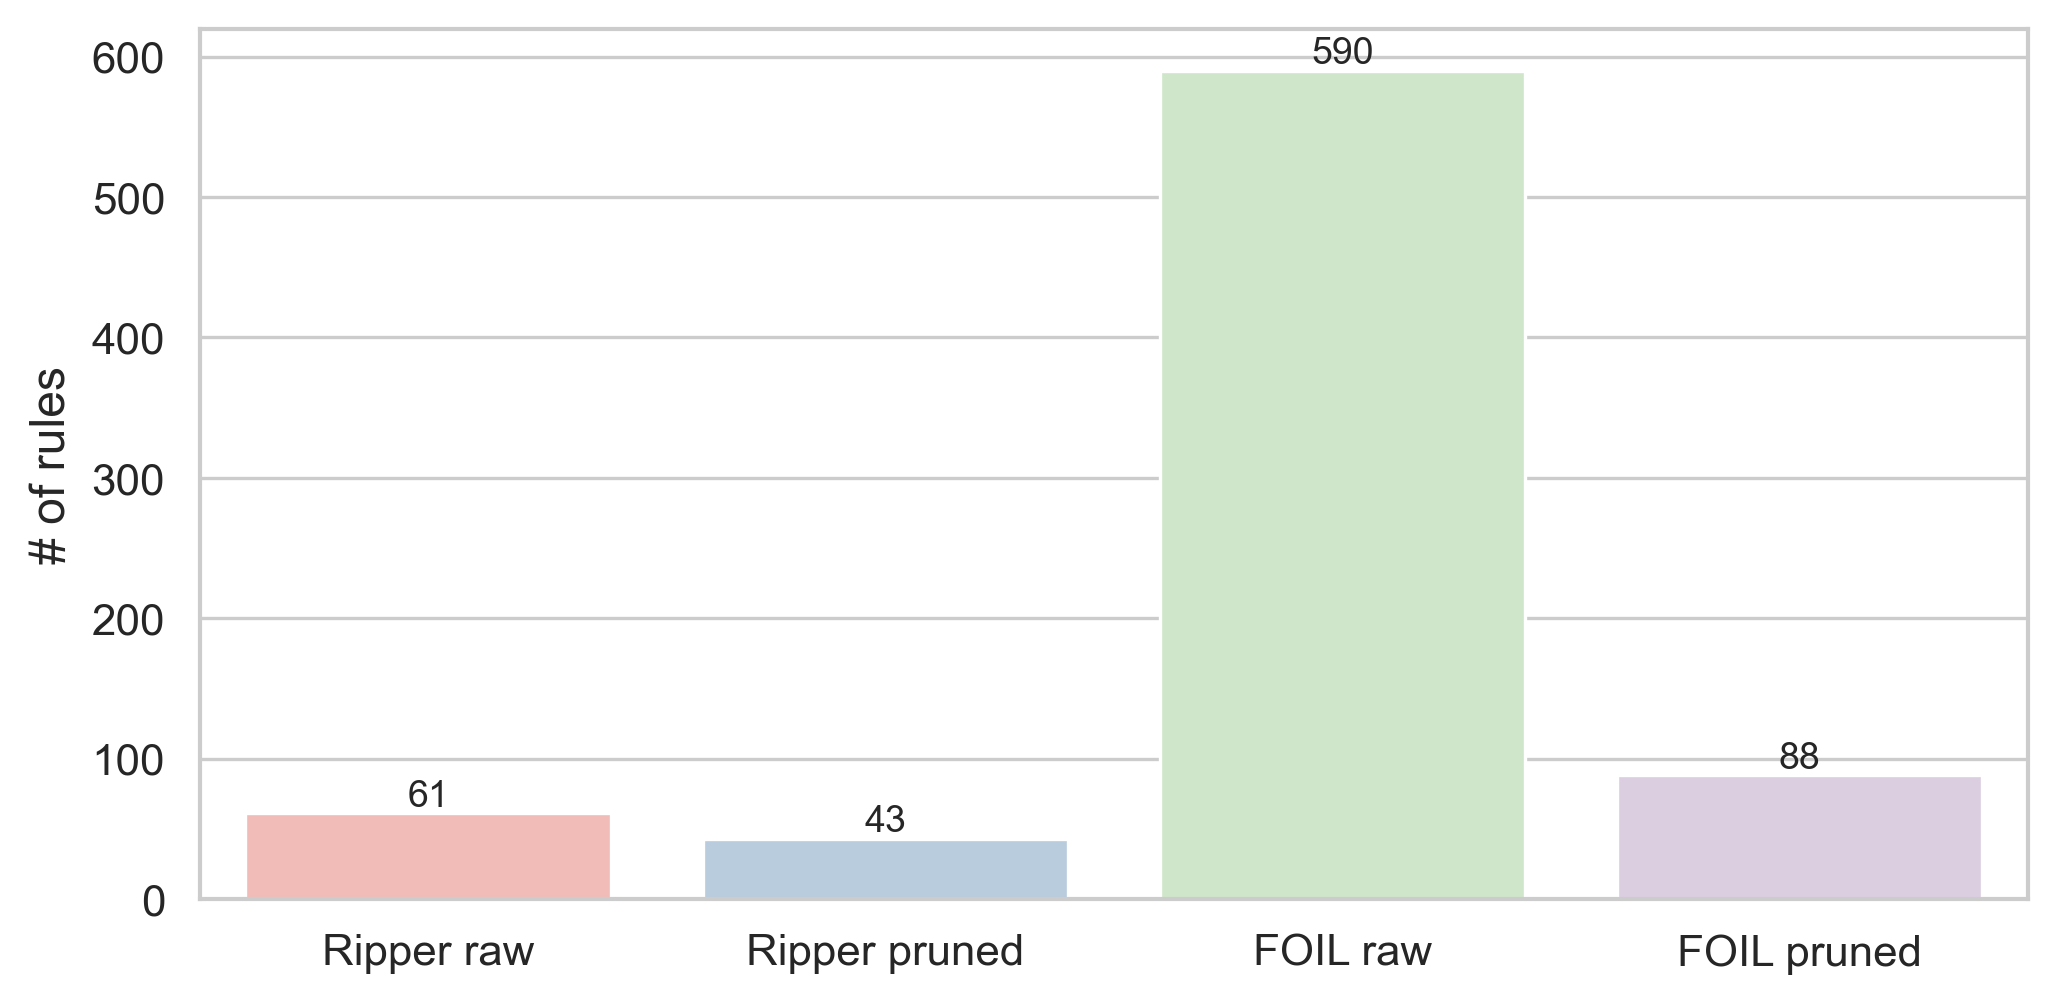 # of rules
600
500
400
300
200
100
0
61
43
590
88
Ripper raw
Ripper pruned
FOIL raw
FOIL pruned